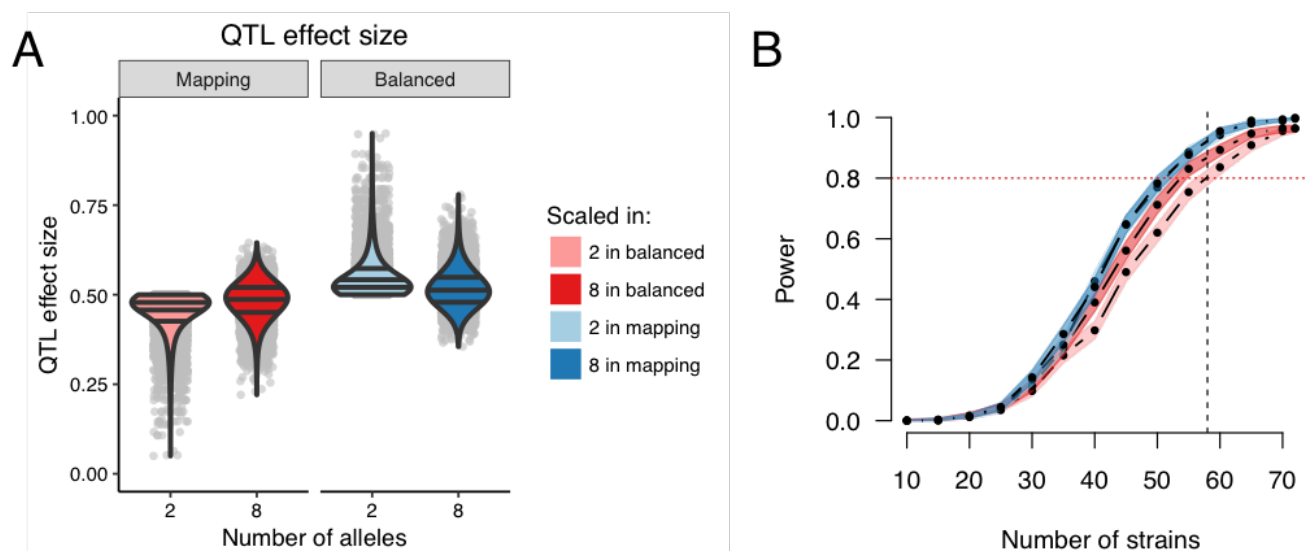 A
QTL effect size
Mapping
Balanced
QTL effect size
1.00
0.75
0.50
0.25
0.00
2
8
2
8
Number of alleles
Scaled in:
2 in balanced
8 in balanced
2 in mapping
8 in mapping
B
Power
1.0
0.8
0.6
0.4
0.2
0.0
10 20 30 40 50 60 70
Number of strains